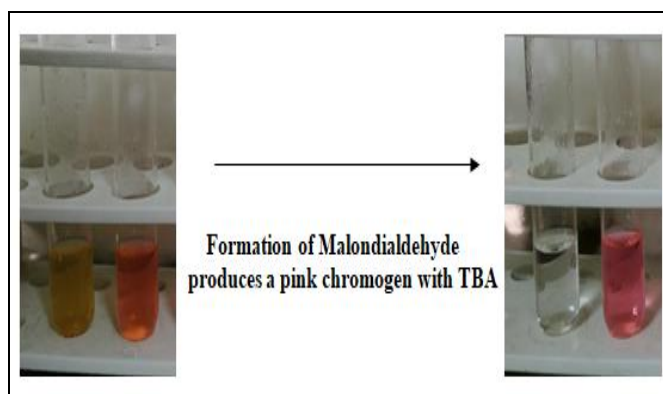 Formation of Malondialdehyde
produces a pink chromogen with TBA